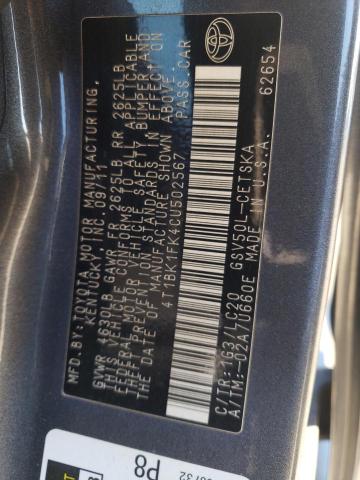 MFD.BY: TOYOTA MOTOR MANUFACTURING
KENTUCKY, INC. 09/11
GVWR 4630LB GAWR FR 2625LB RR 2625LB
THIS VEHICLE CONFORMS TO ALL APPLICABLE
FEDERAL MOTOR VEHICLE SAFETY BUMPER AND
THEFT PREVENTION STANDARDS IN EFFECT ON
THE DATE OF MANUFACTURE SHOWN ABOVE.
4T1BK1FK4CU502567 PASS.CAR
C/TR: 1G3/LC20 GSV50L-CETSKA
A/TM:-02A/U660E MADE IN U.S.A. 62654
P8